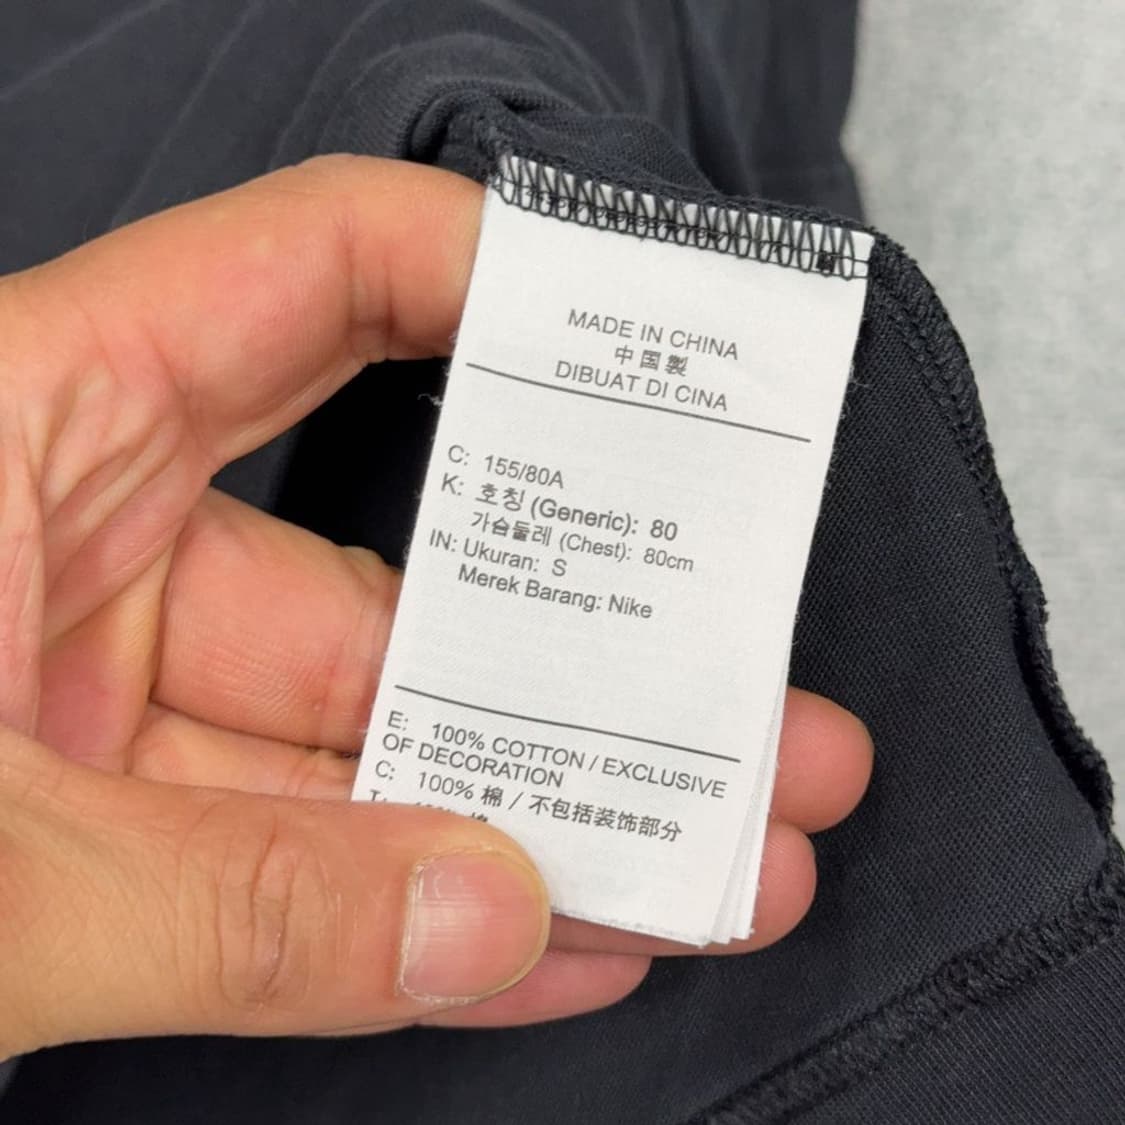 MADE IN CHINA
中国製
DIBUAT DI CINA
C: 155/80A
K: 호칭 (Generic): 80
가슴둘레 (Chest): 80cm
IN: Ukuran: S
Merek Barang: Nike
E: 100% COTTON / EXCLUSIVE
OF DECORATION
C: 100% 棉 / 不包括装饰部分